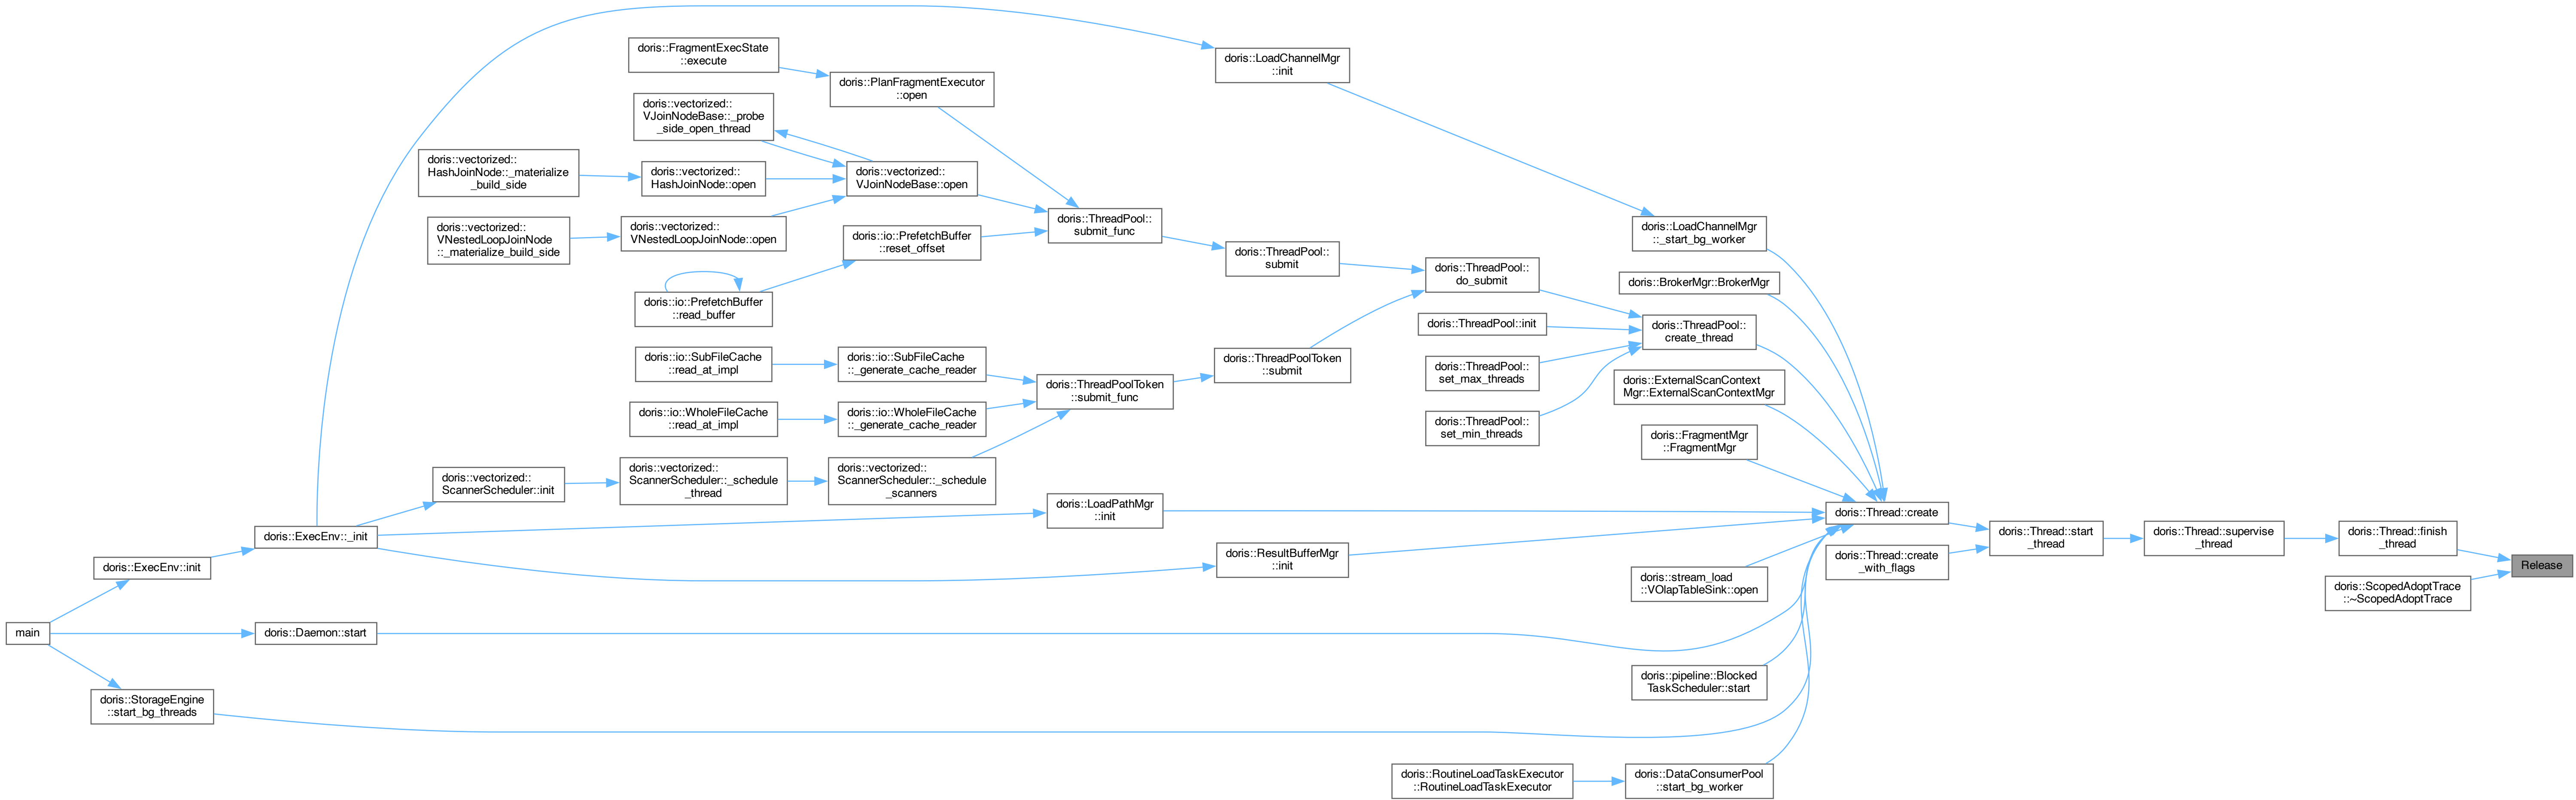 doris::FragmentExecState
::execute
doris::LoadChannelMgr
::init
doris::PlanFragmentExecutor
::open
doris::vectorized::
VJoinNodeBase::_probe
_side_open_thread
doris::vectorized::
HashJoinNode::_materialize
_build_side
doris::vectorized::
HashJoinNode::open
doris::vectorized::
VJoinNodeBase::open
doris::vectorized::
VNestedLoopJoinNode
::_materialize_build_side
doris::vectorized::
VNestedLoopJoinNode::open
doris::io::PrefetchBuffer
::reset_offset
doris::ThreadPool::
submit_func
doris::ThreadPool::
submit
doris::LoadChannelMgr
::_start_bg_worker
doris::ThreadPool::
do_submit
doris::BrokerMgr::BrokerMgr
doris::io::PrefetchBuffer
::read_buffer
doris::ThreadPool::init
doris::ThreadPool::
create_thread
doris::io::SubFileCache
::read_at_impl
doris::io::SubFileCache
::_generate_cache_reader
doris::ThreadPoolToken
::submit
doris::ThreadPool::
set_max_threads
doris::ThreadPoolToken
::submit_func
doris::ExternalScanContext
Mgr::ExternalScanContextMgr
doris::io::WholeFileCache
::read_at_impl
doris::io::WholeFileCache
::_generate_cache_reader
doris::ThreadPool::
set_min_threads
doris::FragmentMgr
::FragmentMgr
doris::vectorized::
ScannerScheduler::init
doris::vectorized::
ScannerScheduler::_schedule
_thread
doris::vectorized::
ScannerScheduler::_schedule
_scanners
doris::LoadPathMgr
::init
doris::Thread::create
doris::ExecEnv::_init
doris::Thread::start
_thread
doris::Thread::supervise
_thread
doris::Thread::finish
_thread
doris::ExecEnv::init
doris::ResultBufferMgr
::init
doris::Thread::create
_with_flags
Release
doris::stream_load
::VOlapTableSink::open
doris::ScopedAdoptTrace
::~ScopedAdoptTrace
main
doris::Daemon::start
doris::pipeline::Blocked
TaskScheduler::start
doris::StorageEngine
::start_bg_threads
doris::RoutineLoadTaskExecutor
::RoutineLoadTaskExecutor
doris::DataConsumerPool
::start_bg_worker